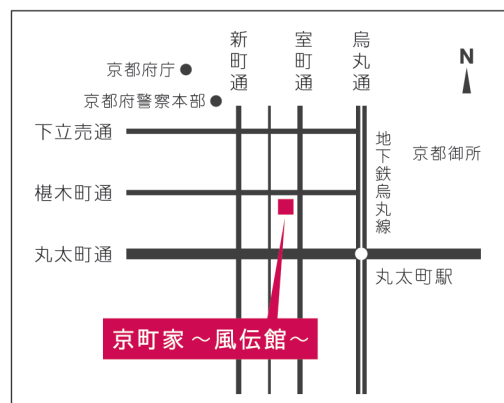 新町通
室町通
烏丸通
N
京都府庁
京都府警察本部
下立売通
地下鉄烏丸線
京都御所
椹木町通
丸太町通
丸太町駅
京町家～風伝館～